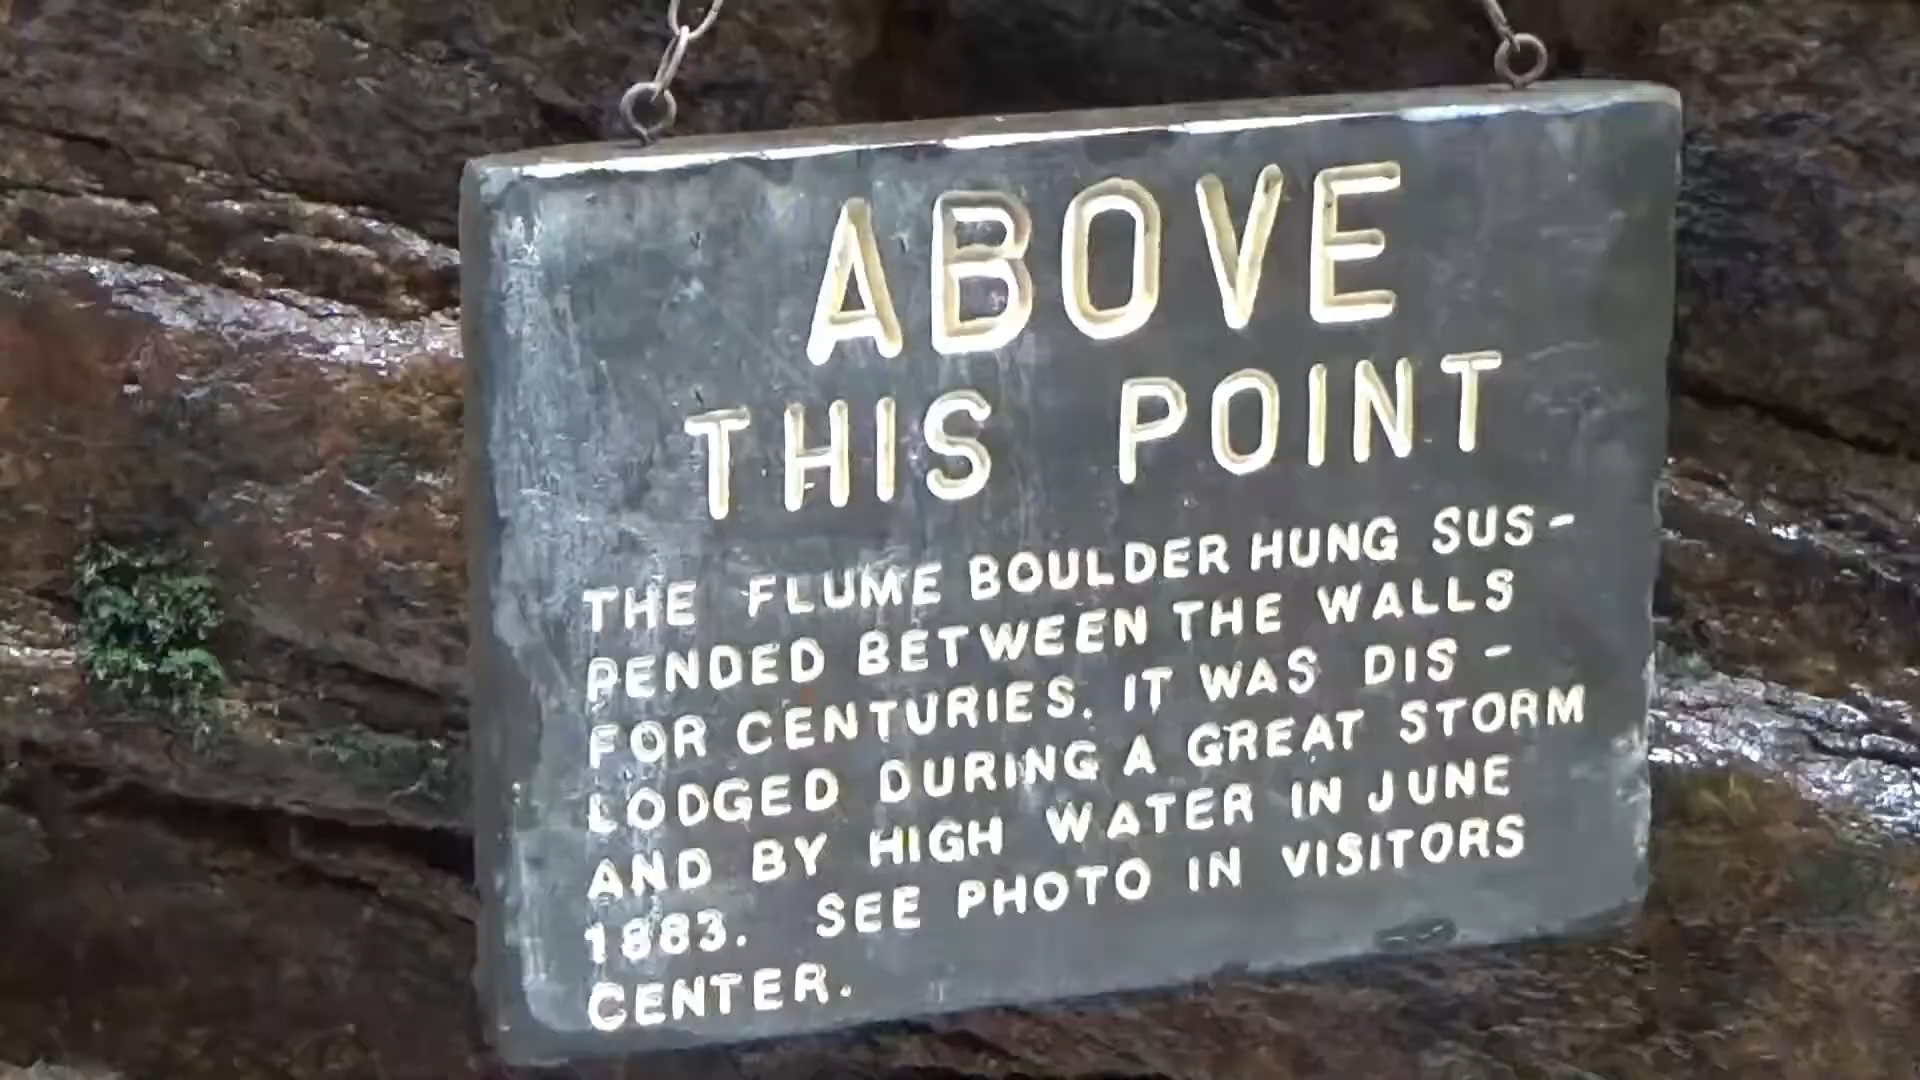 ABOVE
THIS POINT
THE FLUME BOULDER HUNG SUS-
PENDED BETWEEN THE WALLS
FOR CENTURIES. IT WAS DIS-
LODGED DURING A GREAT STORM
AND BY HIGH WATER IN JUNE
1883. SEE PHOTO IN VISITORS
CENTER.